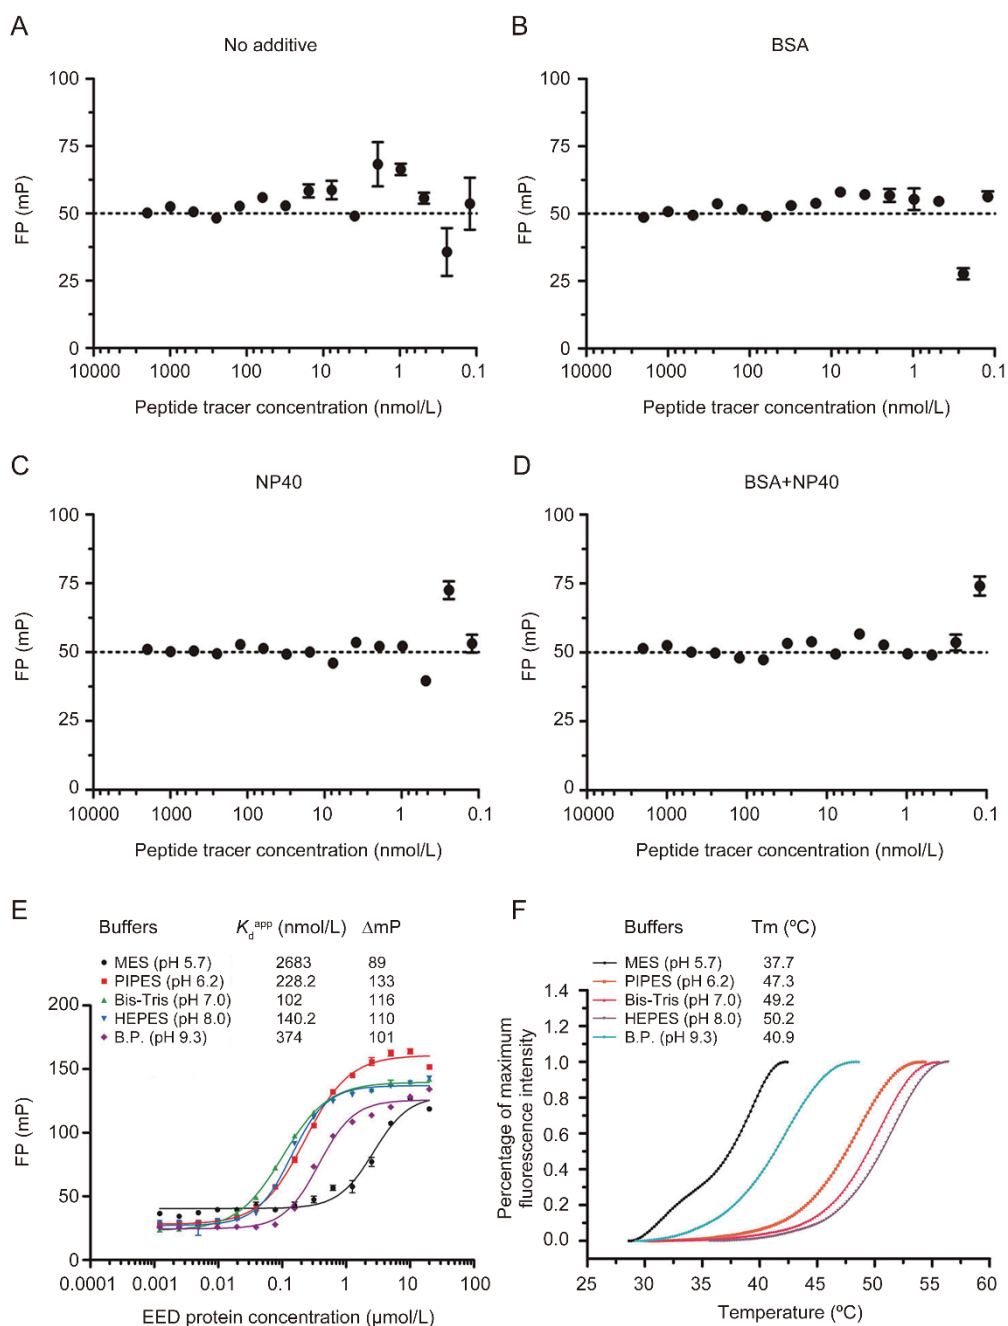 A
No additive
100
75
50
25
0
FP (mP)
10000 1000 100 10 1 0.1
Peptide tracer concentration (nmol/L)
B
BSA
100
75
50
25
0
FP (mP)
10000 1000 100 10 1 0.1
Peptide tracer concentration (nmol/L)
C
NP40
100
75
50
25
0
FP (mP)
10000 1000 100 10 1 0.1
Peptide tracer concentration (nmol/L)
D
BSA+NP40
100
75
50
25
0
FP (mP)
10000 1000 100 10 1 0.1
Peptide tracer concentration (nmol/L)
E
Buffers Kd^app (nmol/L) ΔmP
MES (pH 5.7) 2683 89
PIPES (pH 6.2) 228.2 133
Bis-Tris (pH 7.0) 102 116
HEPES (pH 8.0) 140.2 110
B.P. (pH 9.3) 374 101
200
150
100
50
0
FP (mP)
0.0001 0.001 0.01 0.1 1 10 100
EED protein concentration (μmol/L)
F
Buffers Tm (ºC)
MES (pH 5.7) 37.7
PIPES (pH 6.2) 47.3
Bis-Tris (pH 7.0) 49.2
HEPES (pH 8.0) 50.2
B.P. (pH 9.3) 40.9
1.4
1.2
1.0
0.8
0.6
0.4
0.2
0.0
Percentage of maximum
fluorescence intensity
25 30 35 40 45 50 55 60
Temperature (ºC)